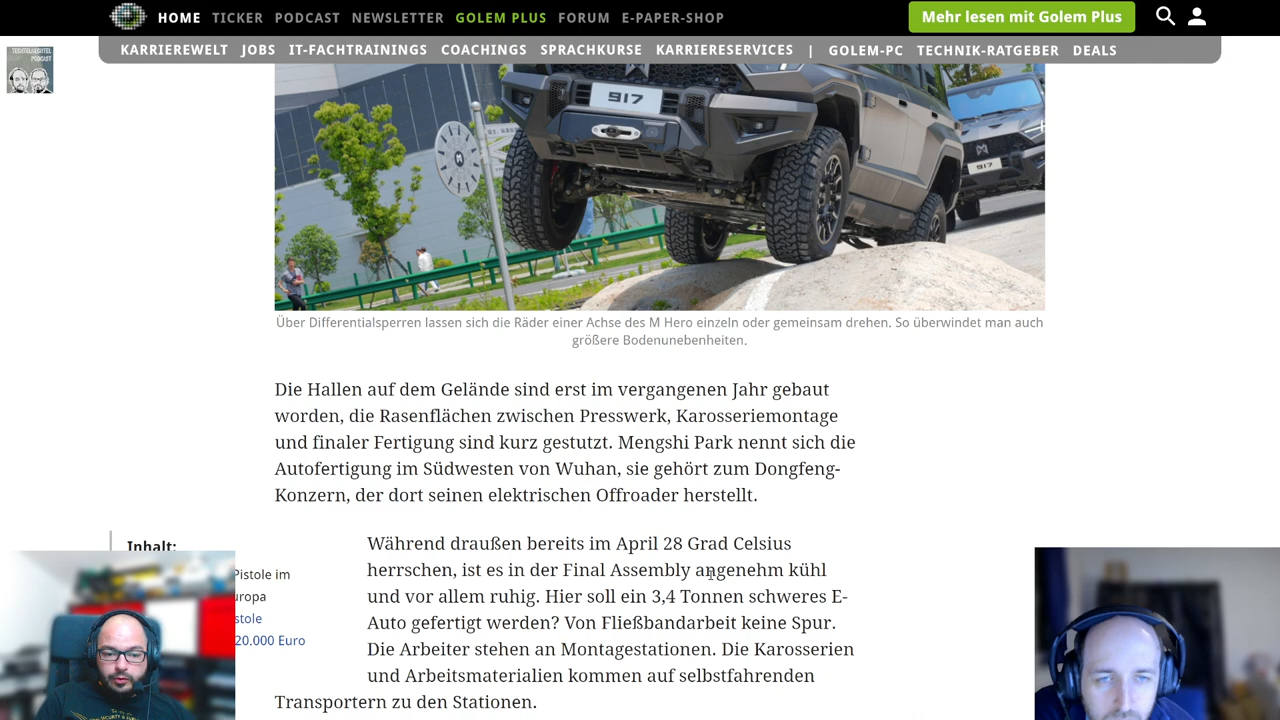 HOME TICKER PODCAST NEWSLETTER GOLEM PLUS FORUM E-PAPER-SHOP
Mehr lesen mit Golem Plus
KARRIEREWELT JOBS IT-FACHTRAININGS COACHINGS SPRACHKURSE KARRIERESERVICES | GOLEM-PC TECHNIK-RATGEBER DEALS
PODCAST
917
917
Über Differentialsperren lassen sich die Räder einer Achse des M Hero einzeln oder gemeinsam drehen. So überwindet man auch
größere Bodenunebenheiten.
Die Hallen auf dem Gelände sind erst im vergangenen Jahr gebaut
worden, die Rasenflächen zwischen Presswerk, Karosseriemontage
und finaler Fertigung sind kurz gestutzt. Mengshi Park nennt sich die
Autofertigung im Südwesten von Wuhan, sie gehört zum Dongfeng-
Konzern, der dort seinen elektrischen Offroader herstellt.
Inhalt:
Pistole im
uropa
stole
20.000 Euro
Während draußen bereits im April 28 Grad Celsius
herrschen, ist es in der Final Assembly angenehm kühl
und vor allem ruhig. Hier soll ein 3,4 Tonnen schweres E-
Auto gefertigt werden? Von Fließbandarbeit keine Spur.
Die Arbeiter stehen an Montagestationen. Die Karosserien
und Arbeitsmaterialien kommen auf selbstfahrenden
Transportern zu den Stationen.